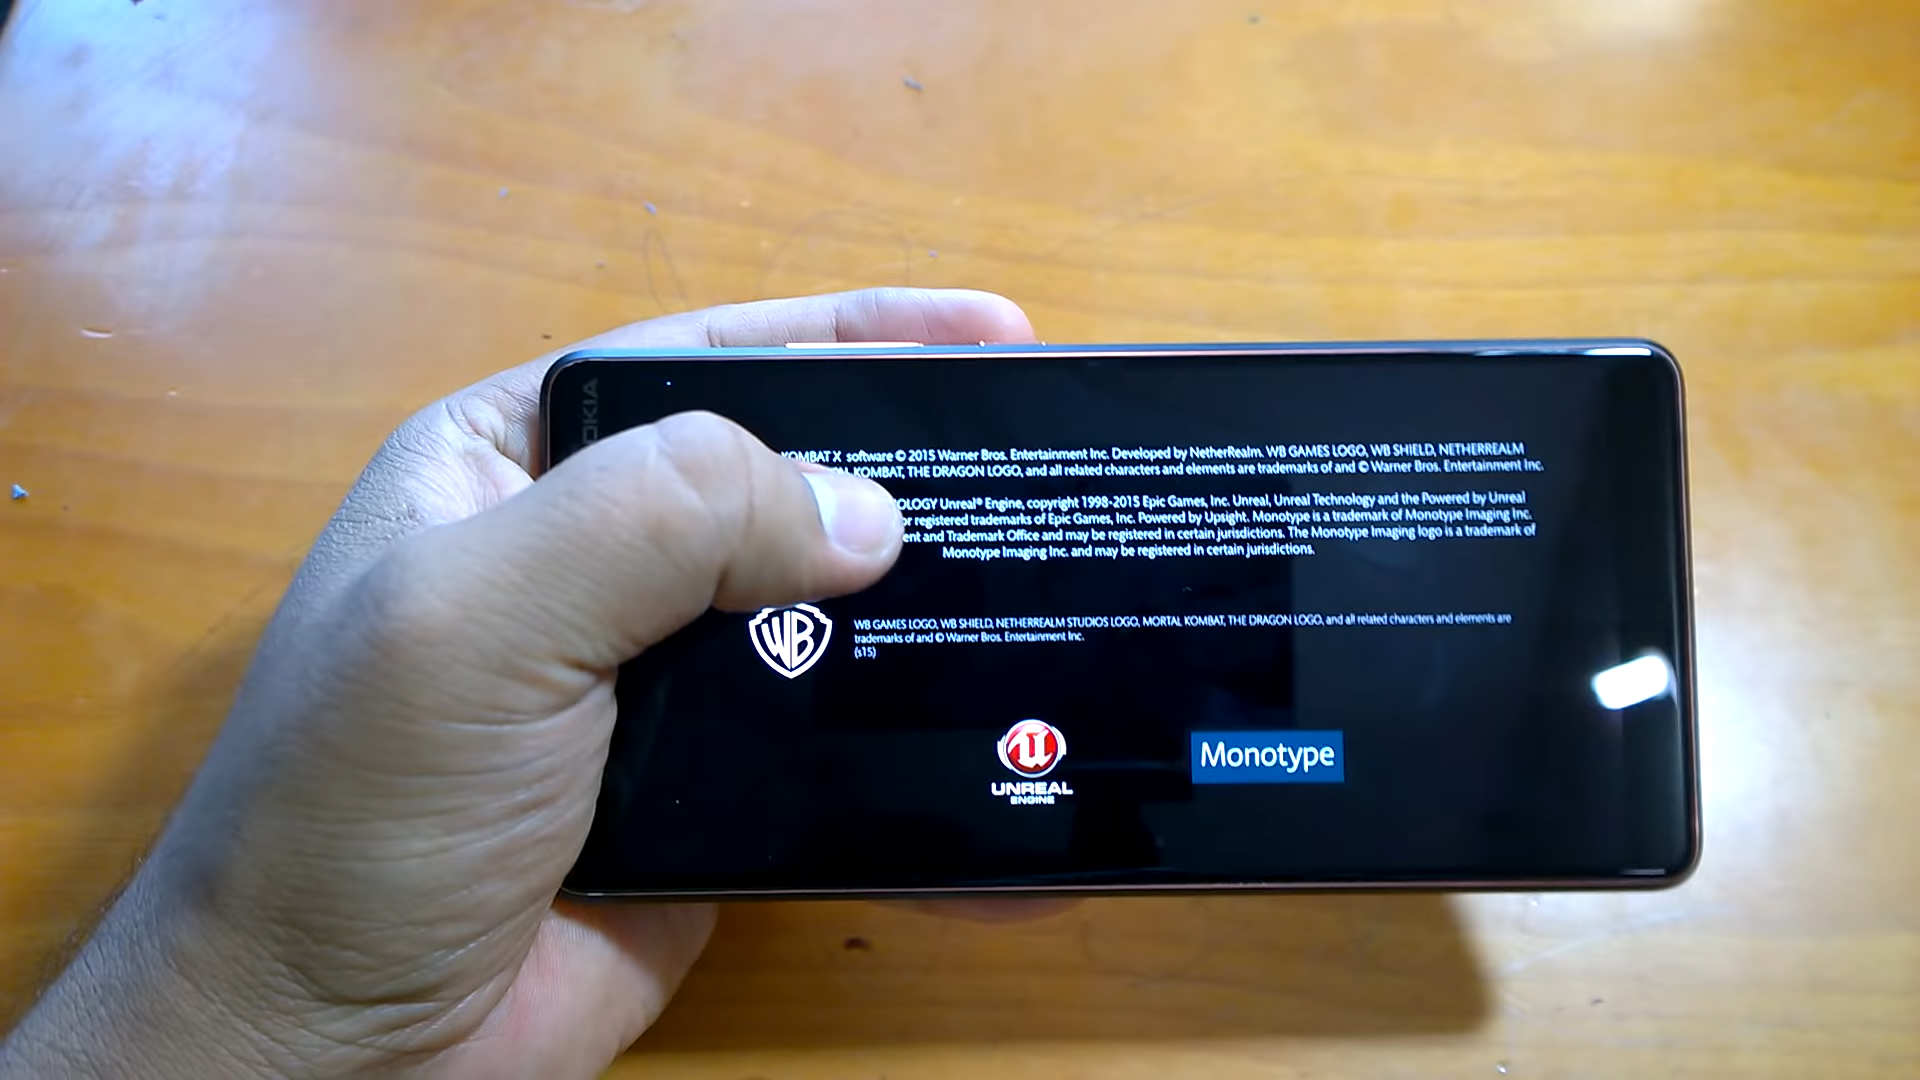 KOMBAT X software © 2015 Warner Bros. Entertainment Inc. Developed by NetherRealm. WB GAMES LOGO, WB SHIELD, NETHERREALM
KOMBAT, THE DRAGON LOGO, and all related characters and elements are trademarks of and © Warner Bros. Entertainment Inc.
OLOGY Unreal® Engine, copyright 1998-2015 Epic Games, Inc. Unreal, Unreal Technology and the Powered by Unreal
or registered trademarks of Epic Games, Inc. Powered by Upsight. Monotype is a trademark of Monotype Imaging Inc.
ent and Trademark Office and may be registered in certain jurisdictions. The Monotype Imaging logo is a trademark of
Monotype Imaging Inc. and may be registered in certain jurisdictions.
WB
WB GAMES LOGO, WB SHIELD, NETHERREALM STUDIOS LOGO, MORTAL KOMBAT, THE DRAGON LOGO, and all related characters and elements are
trademarks of and © Warner Bros. Entertainment Inc.
(s15)
UNREAL
ENGINE
Monotype
OKIA